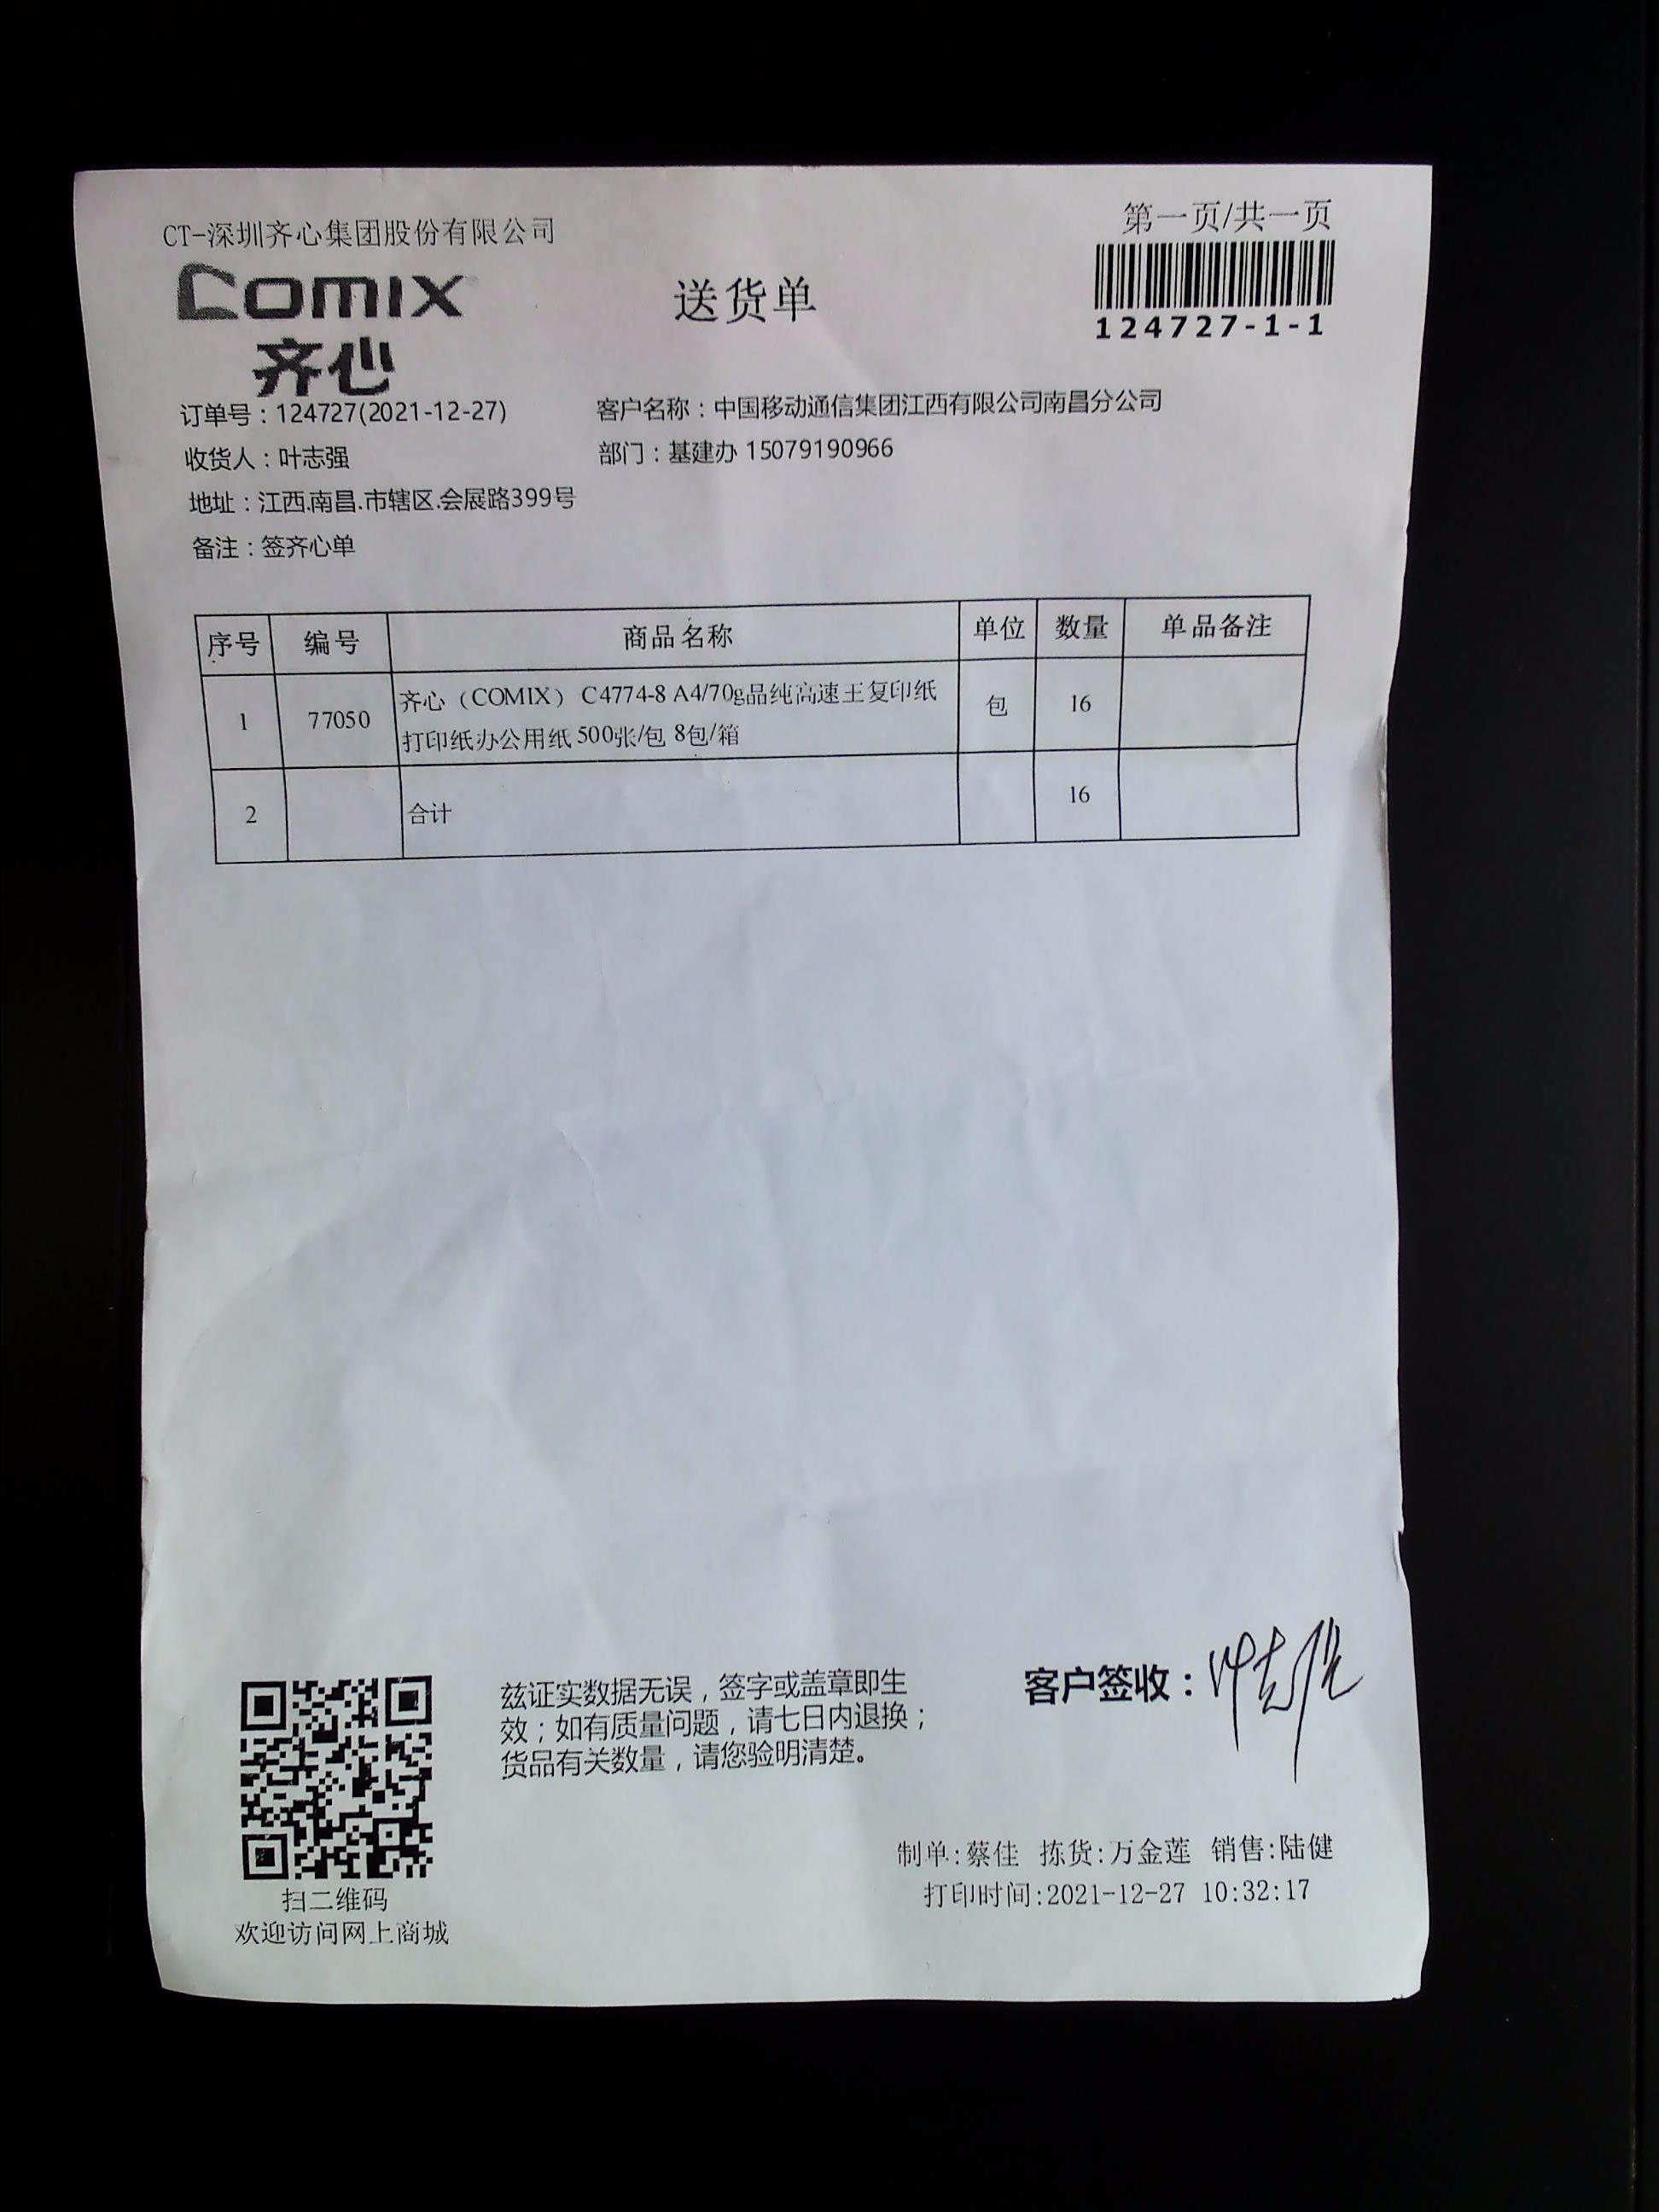 CT-深圳齐心集团股份有限公司
第一页/共一页
comix
齐心
送货单
124727-1-1
订单号：124727(2021-12-27)
客户名称：中国移动通信集团江西有限公司南昌分公司
收货人：叶志强
部门：基建办 15079190966
地址：江西.南昌.市辖区.会展路399号
备注：签齐心单
序号 编号 商品名称 单位 数量 单品备注
1 77050 齐心（COMIX） C4774-8 A4/70g品纯高速王复印纸 包 16
打印纸办公用纸 500张/包 8包/箱
2 合计 16
兹证实数据无误，签字或盖章即生
效；如有质量问题，请七日内退换；
货品有关数量，请您验明清楚。
客户签收：叶志强
制单:蔡佳 拣货:万金莲 销售:陆健
打印时间:2021-12-27 10:32:17
扫二维码
欢迎访问网上商城